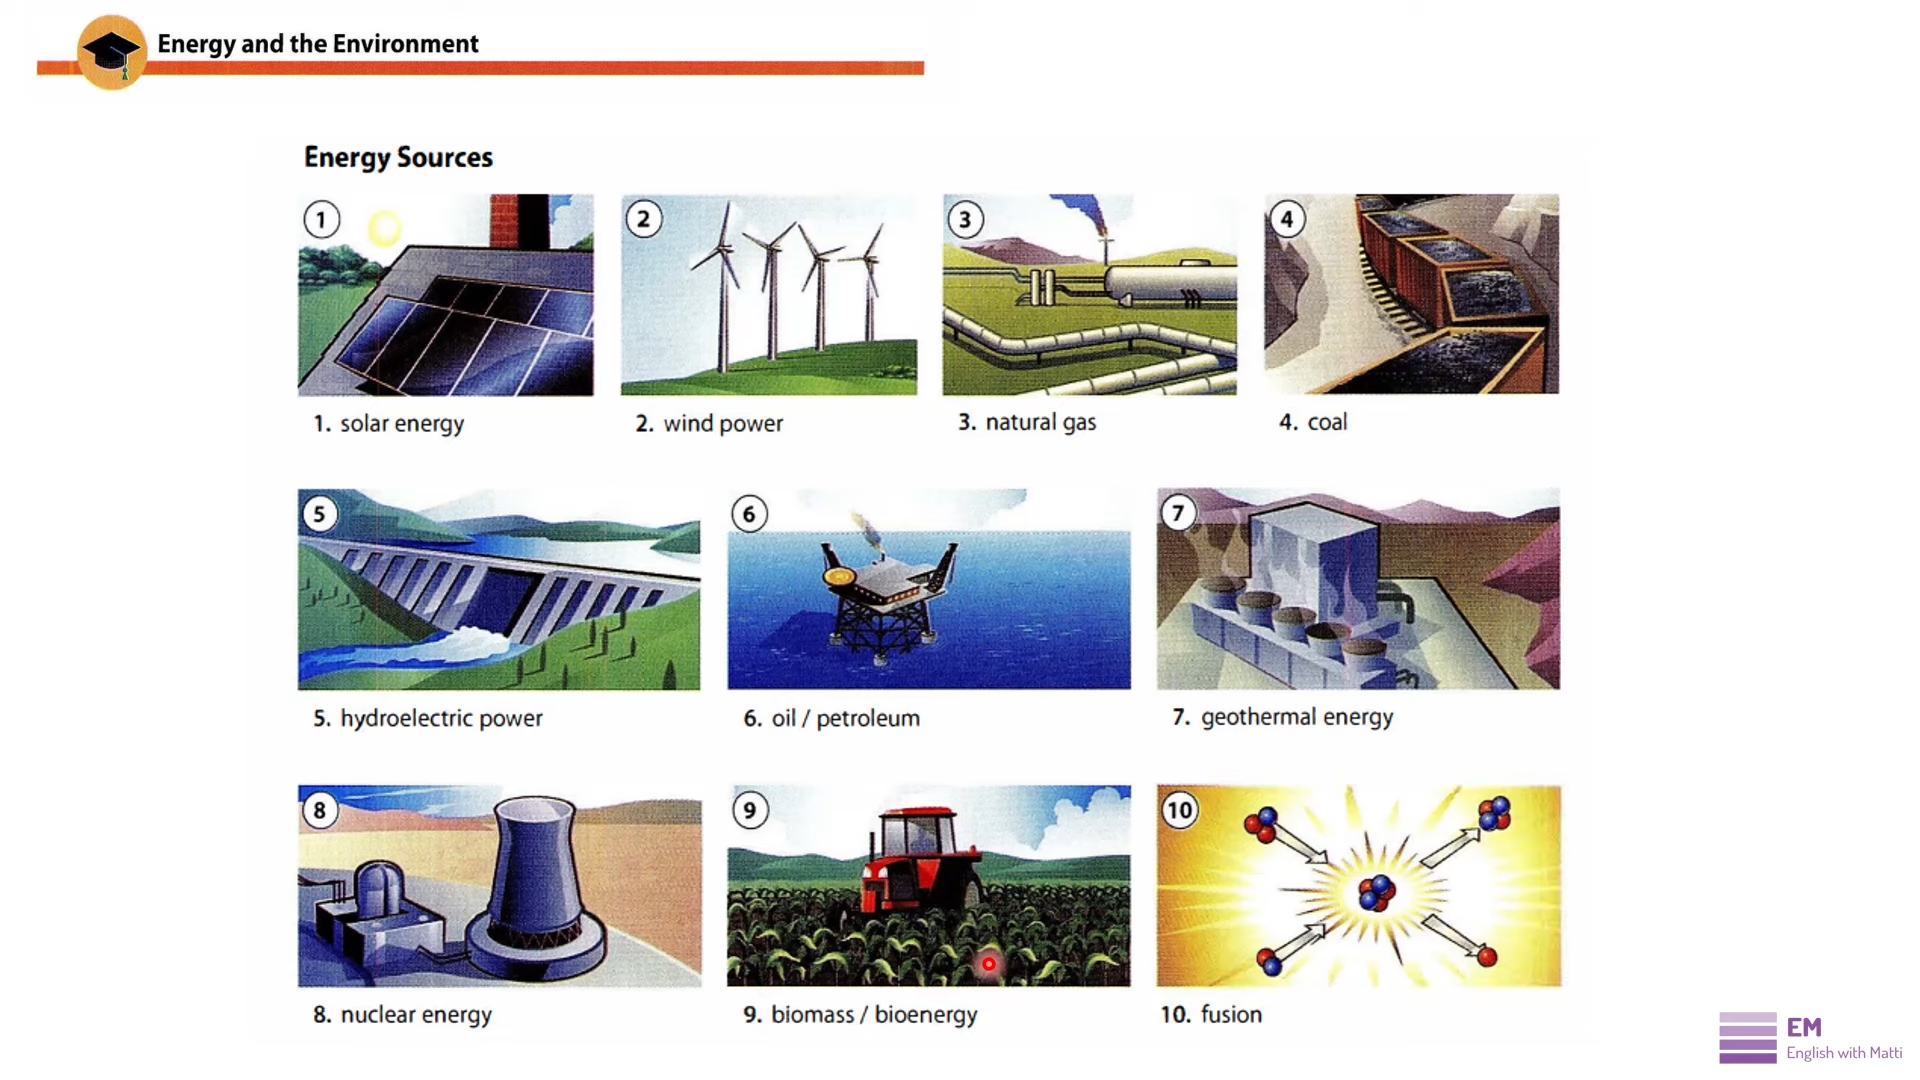 Energy and the Environment
Energy Sources
1
2
3
4
1. solar energy
2. wind power
3. natural gas
4. coal
5
6
7
5. hydroelectric power
6. oil / petroleum
7. geothermal energy
8
9
10
8. nuclear energy
9. biomass / bioenergy
10. fusion
EM
English with Matti